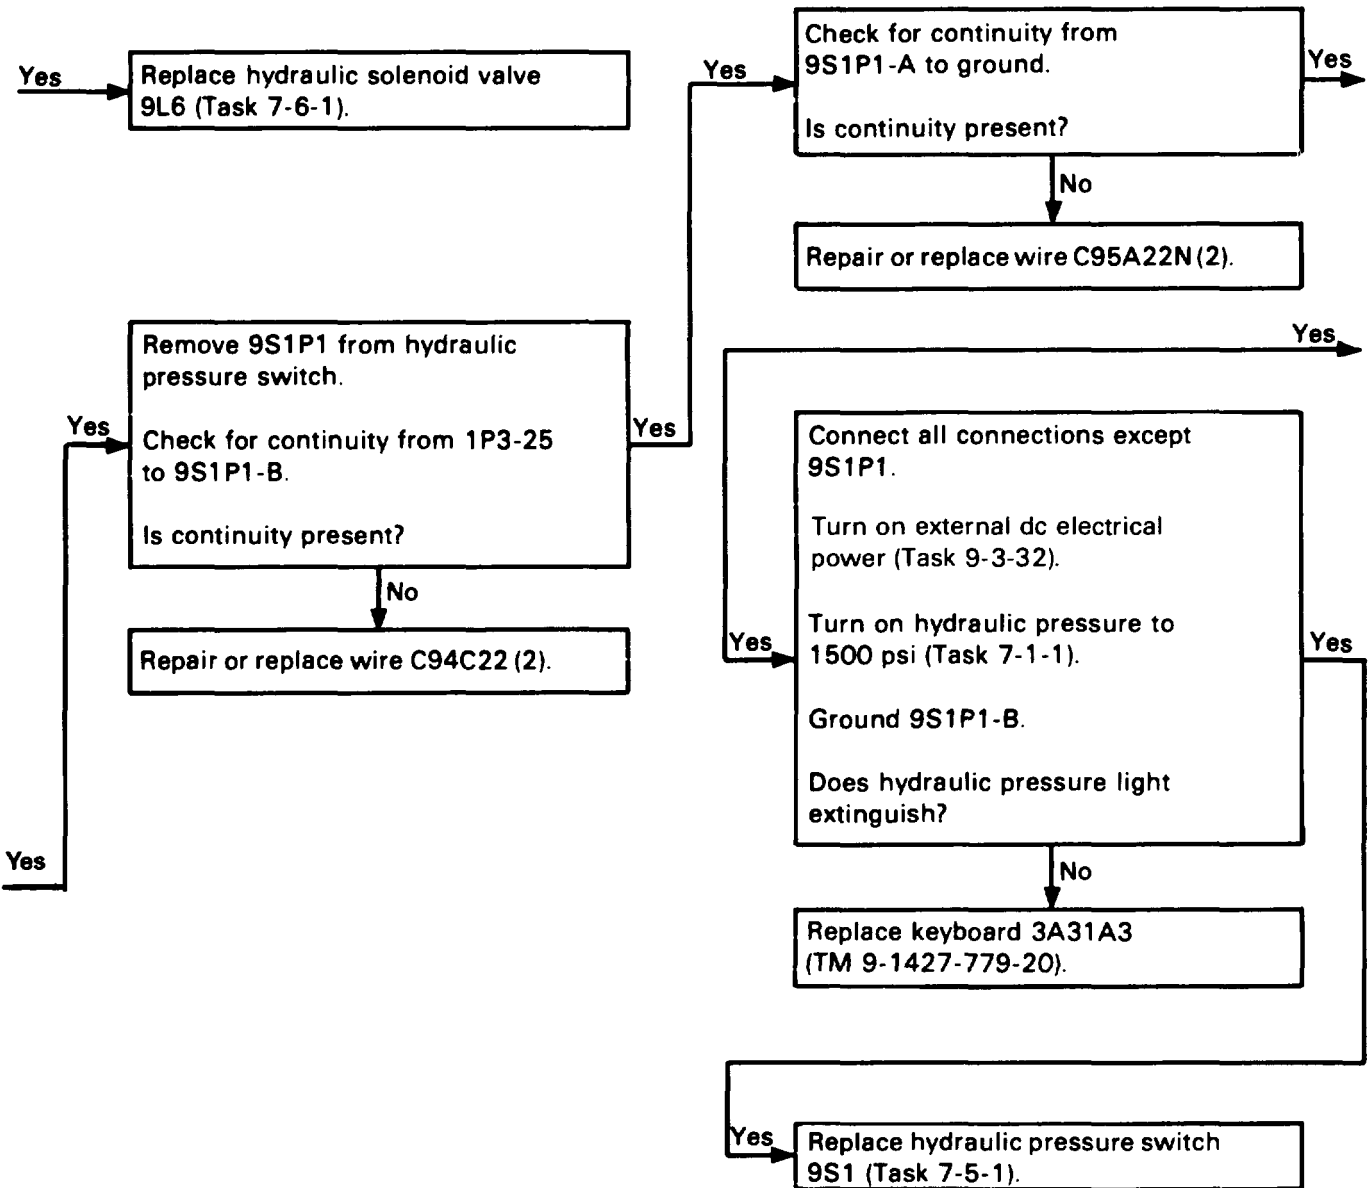 Yes
Replace hydraulic solenoid valve
9L6 (Task 7-6-1).
Yes
Remove 9S1P1 from hydraulic
pressure switch.
Check for continuity from 1P3-25
to 9S1P1-B.
Is continuity present?
No
Repair or replace wire C94C22 (2).
Yes
Yes
Check for continuity from
9S1P1-A to ground.
Is continuity present?
Yes
No
Repair or replace wire C95A22N (2).
Yes
Yes
Connect all connections except
9S1P1.
Turn on external dc electrical
power (Task 9-3-32).
Turn on hydraulic pressure to
1500 psi (Task 7-1-1).
Ground 9S1P1-B.
Does hydraulic pressure light
extinguish?
Yes
Yes
No
Replace keyboard 3A31A3
(TM 9-1427-779-20).
Yes
Replace hydraulic pressure switch
9S1 (Task 7-5-1).